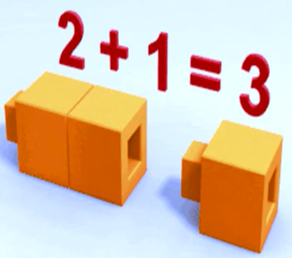 2 + 1 = 3